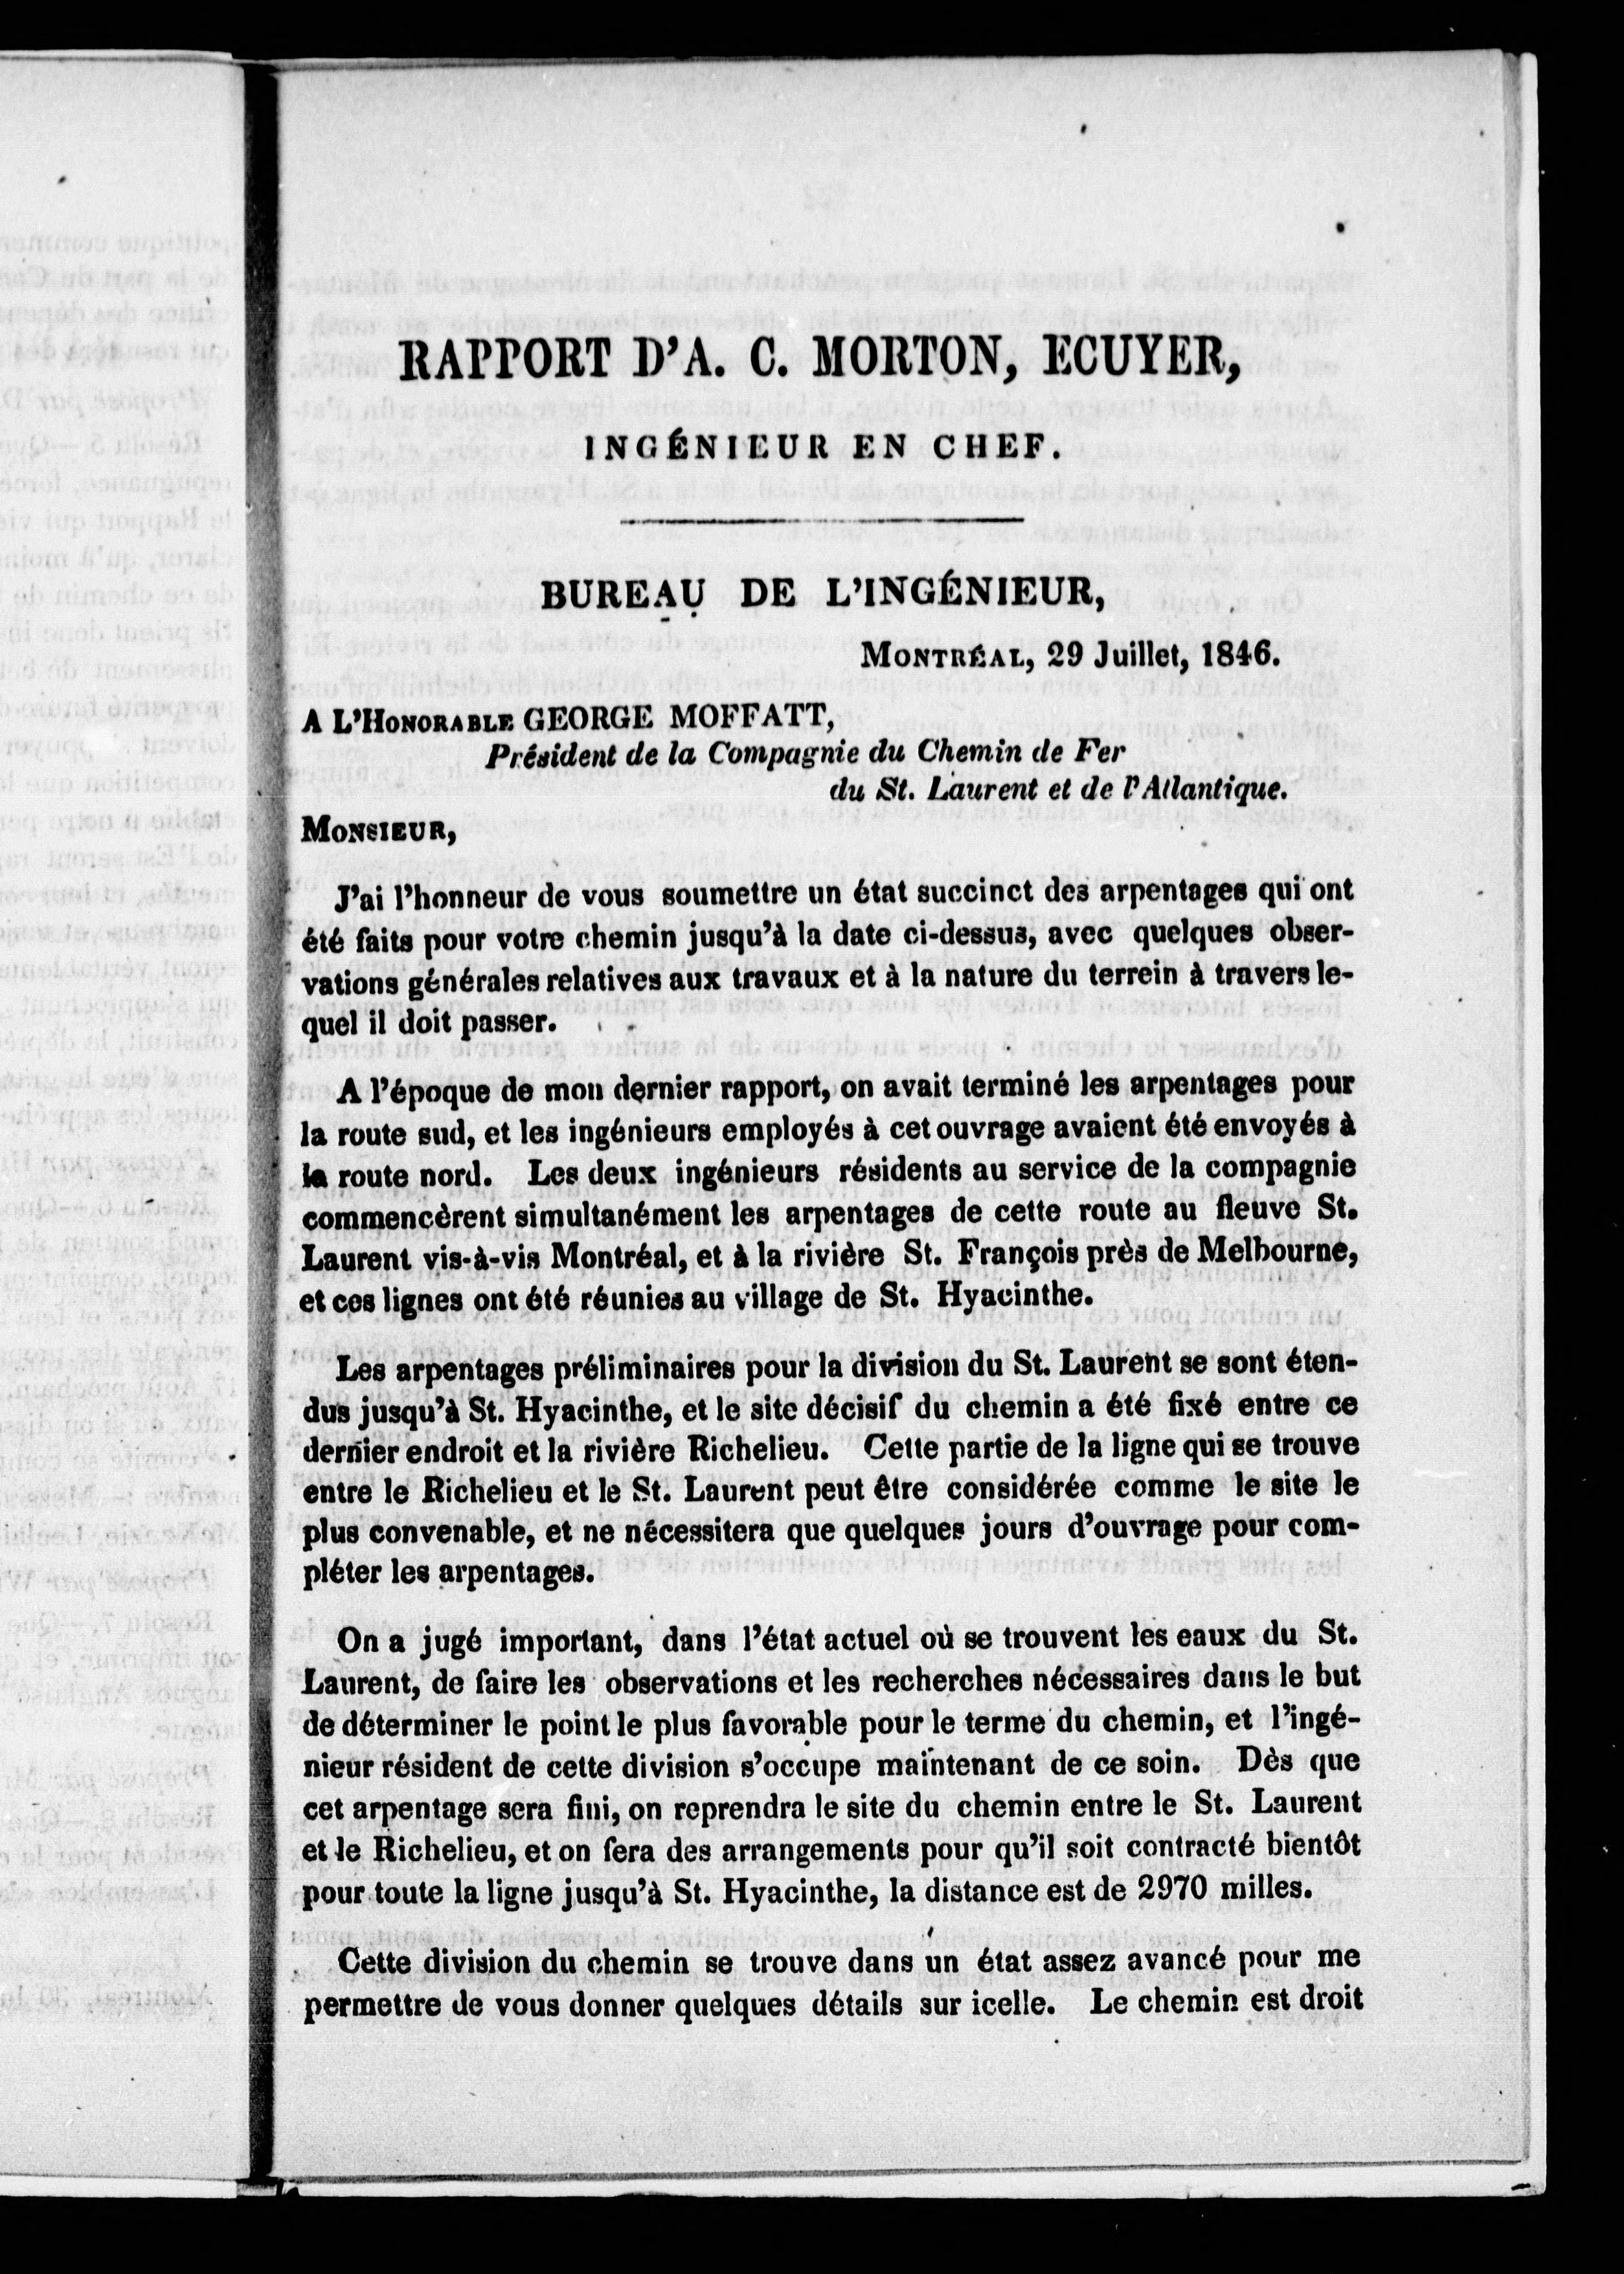 RAPPORT D'A. C. MORTON, ECUYER,
INGÉNIEUR EN CHEF.
BUREAU DE L'INGÉNIEUR,
MONTRÉAL, 29 Juillet, 1846.
A L'HONORABLE GEORGE MOFFATT,
Président de la Compagnie du Chemin de Fer
du St. Laurent et de l'Atlantique.
MONSIEUR,
J'ai l'honneur de vous soumettre un état succinct des arpentages qui ont
été faits pour votre chemin jusqu'à la date ci-dessus, avec quelques obser-
vations générales relatives aux travaux et à la nature du terrein à travers le-
quel il doit passer.
A l'époque de mon dernier rapport, on avait terminé les arpentages pour
la route sud, et les ingénieurs employés à cet ouvrage avaient été envoyés à
la route nord. Les deux ingénieurs résidents au service de la compagnie
commencèrent simultanément les arpentages de cette route au fleuve St.
Laurent vis-à-vis Montréal, et à la rivière St. François près de Melbourne,
et ces lignes ont été réunies au village de St. Hyacinthe.
Les arpentages préliminaires pour la division du St. Laurent se sont éten-
dus jusqu'à St. Hyacinthe, et le site décisif du chemin a été fixé entre ce
dernier endroit et la rivière Richelieu. Cette partie de la ligne qui se trouve
entre le Richelieu et le St. Laurent peut être considérée comme le site le
plus convenable, et ne nécessitera que quelques jours d'ouvrage pour com-
pléter les arpentages.
On a jugé important, dans l'état actuel où se trouvent les eaux du St.
Laurent, de faire les observations et les recherches nécessaires dans le but
de déterminer le point le plus favorable pour le terme du chemin, et l'ingé-
nieur résident de cette division s'occupe maintenant de ce soin. Dès que
cet arpentage sera fini, on reprendra le site du chemin entre le St. Laurent
et le Richelieu, et on fera des arrangements pour qu'il soit contracté bientôt
pour toute la ligne jusqu'à St. Hyacinthe, la distance est de 2970 milles.
Cette division du chemin se trouve dans un état assez avancé pour me
permettre de vous donner quelques détails sur icelle. Le chemin est droit